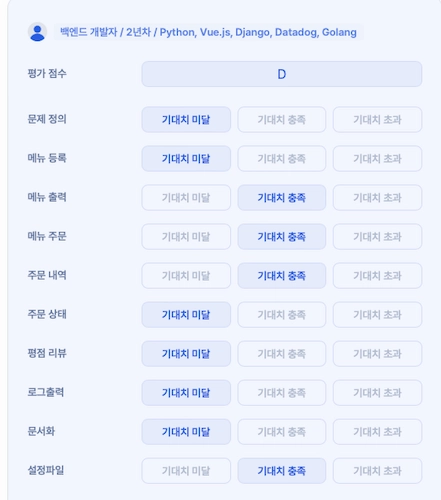 백엔드 개발자 / 2년차 / Python, Vue.js, Django, Datadog, Golang
평가 점수 D
문제 정의 기대치 미달 기대치 충족 기대치 초과
메뉴 등록 기대치 미달 기대치 충족 기대치 초과
메뉴 출력 기대치 미달 기대치 충족 기대치 초과
메뉴 주문 기대치 미달 기대치 충족 기대치 초과
주문 내역 기대치 미달 기대치 충족 기대치 초과
주문 상태 기대치 미달 기대치 충족 기대치 초과
평점 리뷰 기대치 미달 기대치 충족 기대치 초과
로그출력 기대치 미달 기대치 충족 기대치 초과
문서화 기대치 미달 기대치 충족 기대치 초과
설정파일 기대치 미달 기대치 충족 기대치 초과